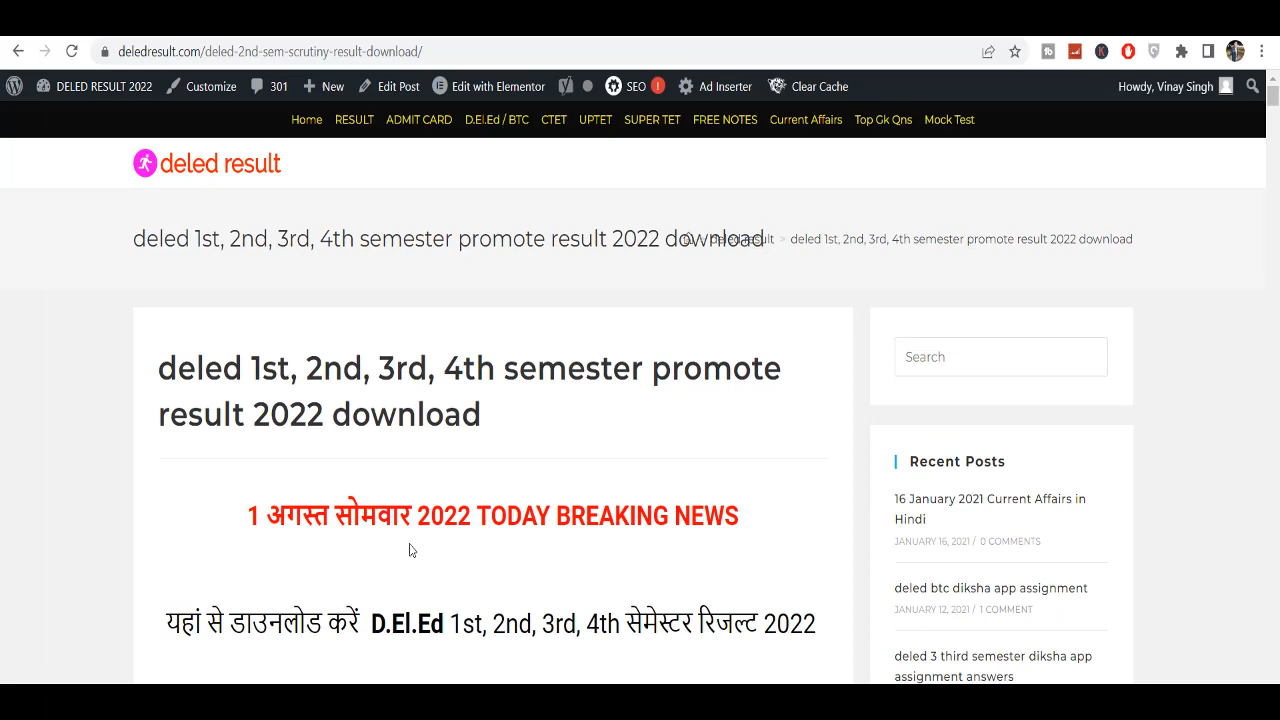 deledresult.com/deled-2nd-sem-scrutiny-result-download/
DELED RESULT 2022 Customize 301 New Edit Post Edit with Elementor SEO ! Ad Inserter Clear Cache Howdy, Vinay Singh
Home RESULT ADMIT CARD D.El.Ed / BTC CTET UPTET SUPER TET FREE NOTES Current Affairs Top Gk Qns Mock Test
deled result
deled 1st, 2nd, 3rd, 4th semester promote result 2022 download
> deled result > deled 1st, 2nd, 3rd, 4th semester promote result 2022 download
deled 1st, 2nd, 3rd, 4th semester promote
result 2022 download
1 अगस्त सोमवार 2022 TODAY BREAKING NEWS
यहां से डाउनलोड करें D.El.Ed 1st, 2nd, 3rd, 4th सेमेस्टर रिजल्ट 2022
Search
Recent Posts
16 January 2021 Current Affairs in
Hindi
JANUARY 16, 2021 / 0 COMMENTS
deled btc diksha app assignment
JANUARY 12, 2021 / 1 COMMENT
deled 3 third semester diksha app
assignment answers